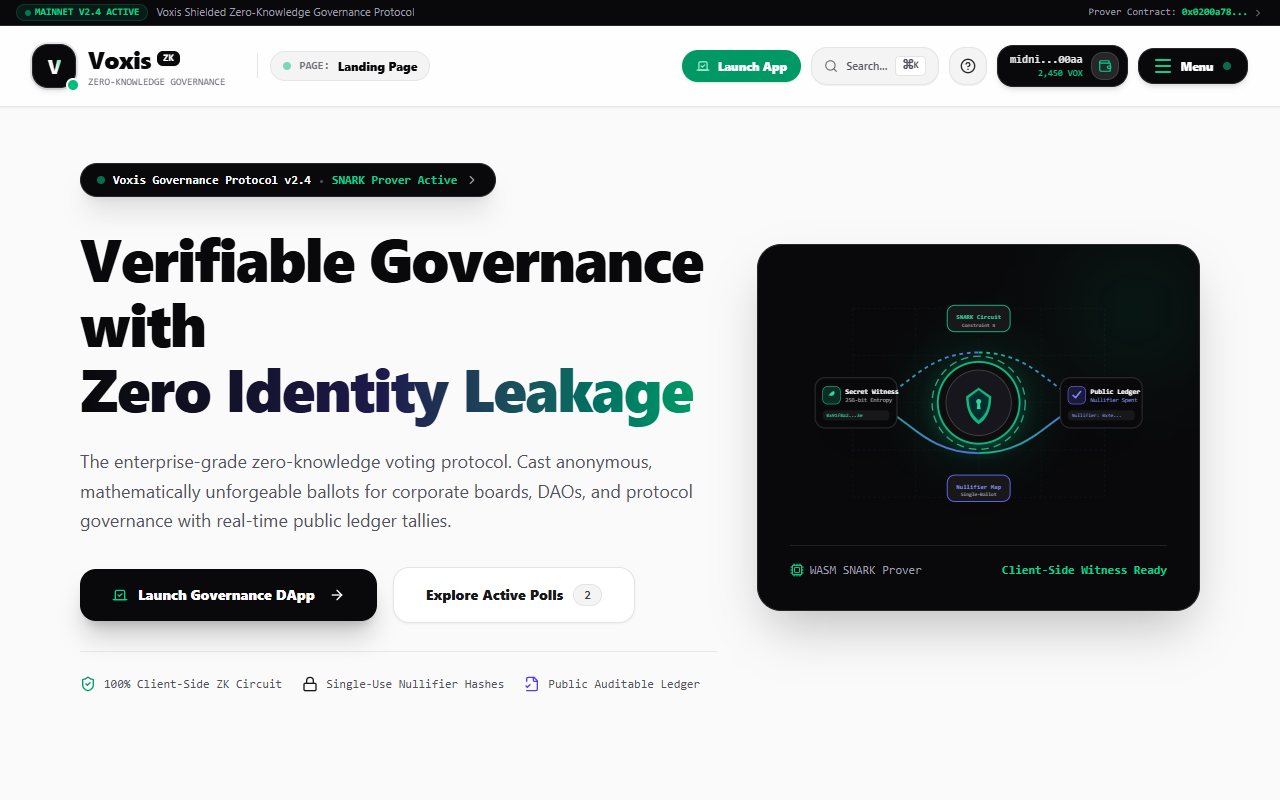 MAINNET V2.4 ACTIVE Voxis Shielded Zero-Knowledge Governance Protocol
Prover Contract: 0x0200a78...
V
Voxis ZK
ZERO-KNOWLEDGE GOVERNANCE
PAGE: Landing Page
Launch App
Search... ⌘K
midni...00aa
2,450 VOX
Menu
Voxis Governance Protocol v2.4 · SNARK Prover Active
Verifiable Governance
with
Zero Identity Leakage
The enterprise-grade zero-knowledge voting protocol. Cast anonymous,
mathematically unforgeable ballots for corporate boards, DAOs, and protocol
governance with real-time public ledger tallies.
Launch Governance DApp →
Explore Active Polls 2
100% Client-Side ZK Circuit
Single-Use Nullifier Hashes
Public Auditable Ledger
SNARK Circuit
Secret Witness
256-bit Entropy
Public Ledger
Nullifier Spent
Nullifier Map
Single-Ballot
WASM SNARK Prover
Client-Side Witness Ready